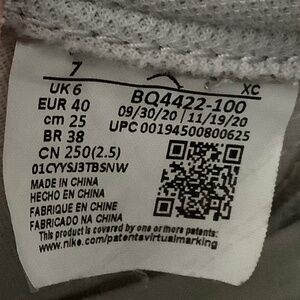 7 XC
UK 6 BQ4422-100
EUR 40 09/30/20 | 11/19/20
cm 25 UPC 00194500800625
BR 38
CN 250(2.5)
01CYYSJ3TBSNW
MADE IN CHINA
HECHO EN CHINA
FABRIQUE EN CHINE
FABRICADO NA CHINA
This product is covered by one or more patents:
www.nike.com/patentsvirtualmarking